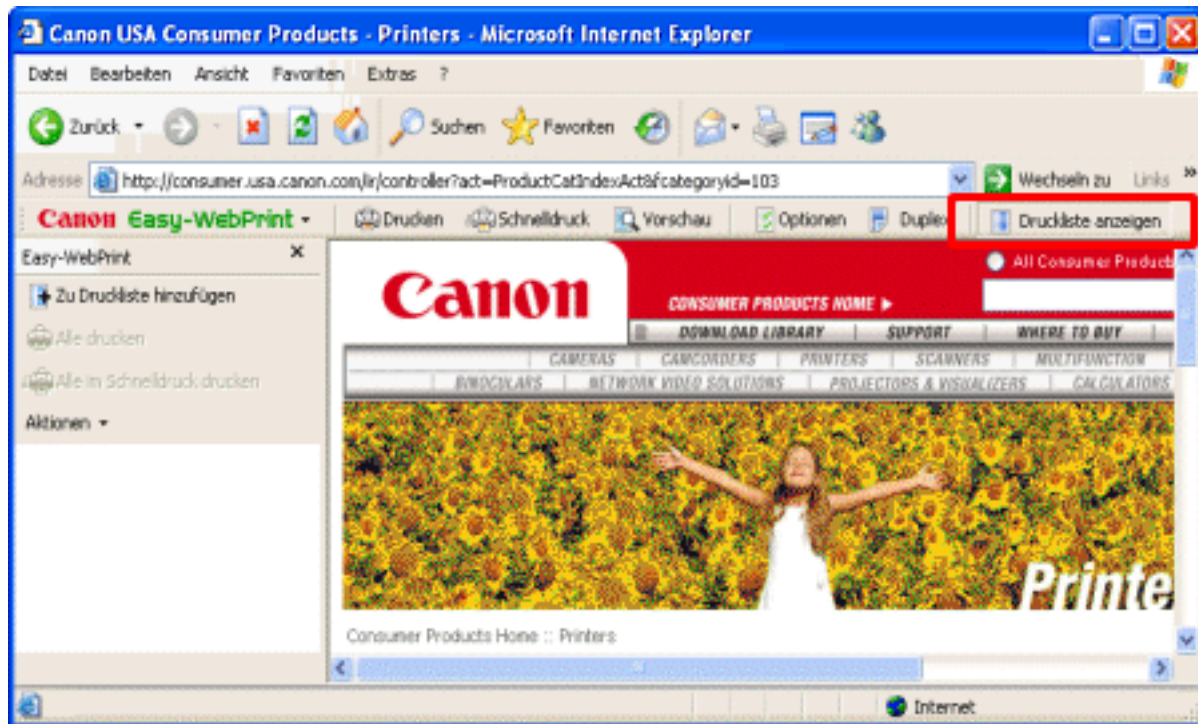 Canon USA Consumer Products - Printers - Microsoft Internet Explorer
Datei Bearbeiten Ansicht Favoriten Extras ?
Zurück Suchen Favoriten
Adresse http://consumer.usa.canon.com/ir/controller?act=ProductCatIndexAct&fcategoryid=103 Wechseln zu Links »
Canon Easy-WebPrint Drucken Schnelldruck Vorschau Optionen Duplex Druckliste anzeigen
Easy-WebPrint x
Zu Druckliste hinzufügen
Alle drucken
Alle im Schnelldruck drucken
Aktionen
All Consumer Products
Canon CONSUMER PRODUCTS HOME
DOWNLOAD LIBRARY | SUPPORT | WHERE TO BUY |
| CAMERAS | CAMCORDERS | PRINTERS | SCANNERS | MULTIFUNCTION
| BINOCULARS | NETWORK VIDEO SOLUTIONS | PROJECTORS & VISUALIZERS | CALCULATORS
Printe
Consumer Products Home :: Printers
Internet